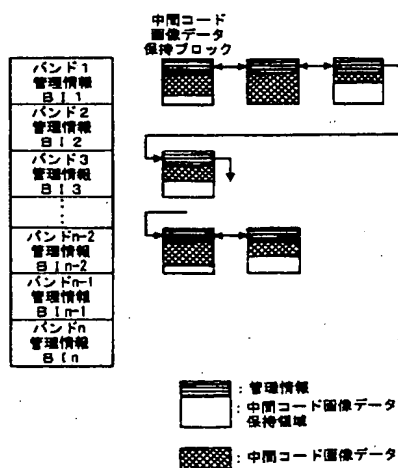 中間コード
画像データ
保持ブロック
バンド1
管理情報
BI1
バンド2
管理情報
BI2
バンド3
管理情報
BI3
バンドn-2
管理情報
BIn-2
バンドn-1
管理情報
BIn-1
バンドn
管理情報
BIn
:管理情報
:中間コード画像データ
保持領域
:中間コード画像データ